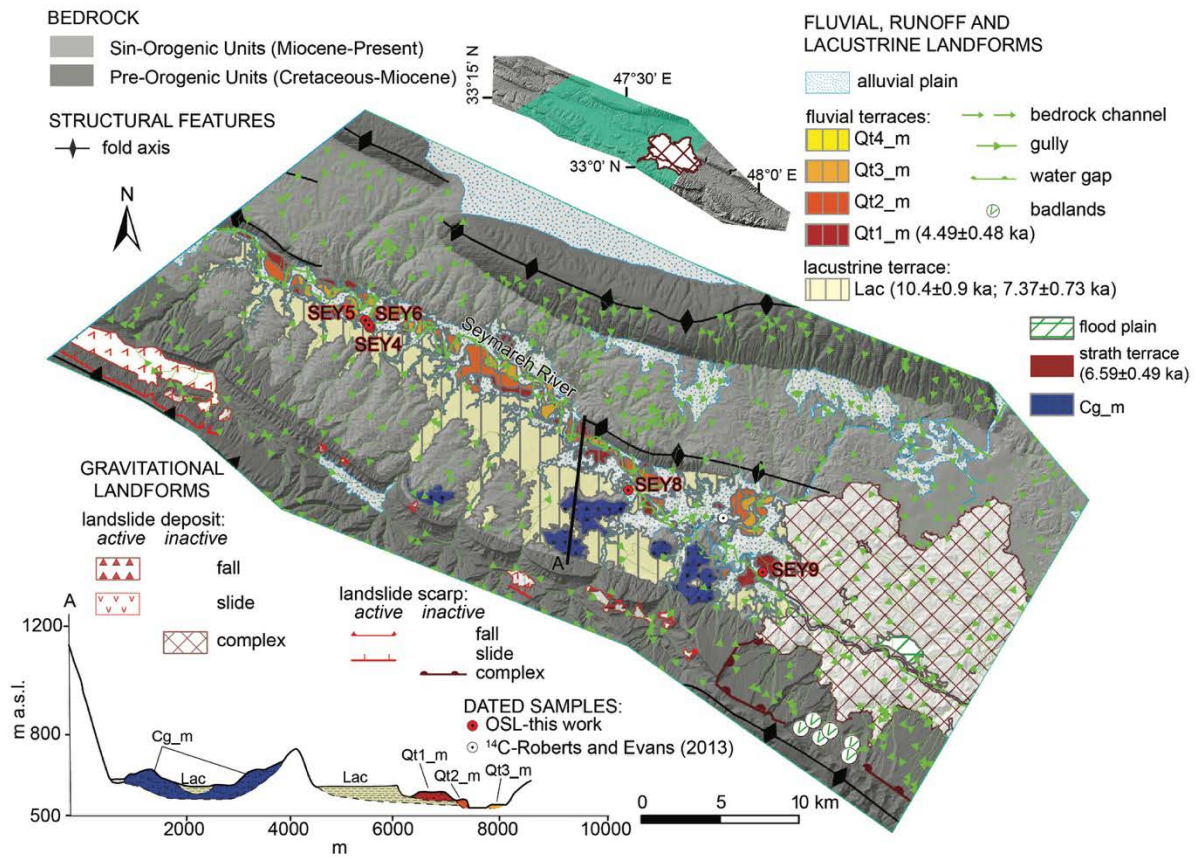 BEDROCK
Sin-Orogenic Units (Miocene-Present)
Pre-Orogenic Units (Cretaceous-Miocene)
STRUCTURAL FEATURES
fold axis
N
33°15' N
47°30' E
33°0' N
48°0' E
FLUVIAL, RUNOFF AND
LACUSTRINE LANDFORMS
alluvial plain
fluvial terraces:
Qt4_m
Qt3_m
Qt2_m
Qt1_m (4.49±0.48 ka)
lacustrine terrace:
Lac (10.4±0.9 ka; 7.37±0.73 ka)
bedrock channel
gully
water gap
badlands
flood plain
strath terrace
(6.59±0.49 ka)
Cg_m
SEY5
SEY6
SEY4
Seymareh River
SEY8
SEY9
A
GRAVITATIONAL
LANDFORMS
landslide deposit:
active inactive
fall
slide
complex
landslide scarp:
active inactive
fall
slide
complex
DATED SAMPLES:
OSL-this work
14C-Roberts and Evans (2013)
0 5 10 km
A
1200
800
500
m a.s.l.
Cg_m
Lac
Lac
Qt1_m
Qt2_m
Qt3_m
2000 4000 6000 8000 10000
m